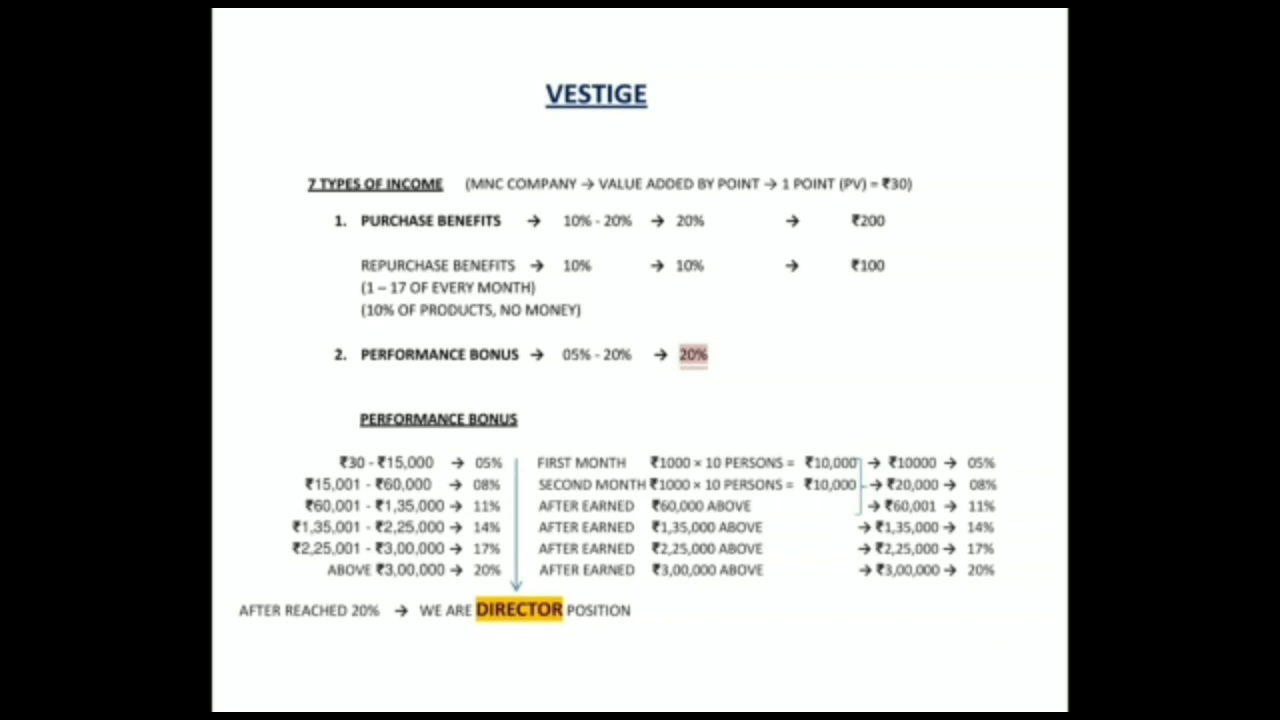 VESTIGE
7 TYPES OF INCOME (MNC COMPANY → VALUE ADDED BY POINT → 1 POINT (PV) = ₹30)
1. PURCHASE BENEFITS → 10% - 20% → 20% → ₹200
REPURCHASE BENEFITS → 10% → 10% → ₹100
(1 – 17 OF EVERY MONTH)
(10% OF PRODUCTS, NO MONEY)
2. PERFORMANCE BONUS → 05% - 20% → 20%
PERFORMANCE BONUS
₹30 - ₹15,000 → 05% FIRST MONTH ₹1000 × 10 PERSONS = ₹10,000 → ₹10000 → 05%
₹15,001 - ₹60,000 → 08% SECOND MONTH ₹1000 × 10 PERSONS = ₹10,000 → ₹20,000 → 08%
₹60,001 - ₹1,35,000 → 11% AFTER EARNED ₹60,000 ABOVE → ₹60,001 → 11%
₹1,35,001 - ₹2,25,000 → 14% AFTER EARNED ₹1,35,000 ABOVE → ₹1,35,000 → 14%
₹2,25,001 - ₹3,00,000 → 17% AFTER EARNED ₹2,25,000 ABOVE → ₹2,25,000 → 17%
ABOVE ₹3,00,000 → 20% AFTER EARNED ₹3,00,000 ABOVE → ₹3,00,000 → 20%
AFTER REACHED 20% → WE ARE DIRECTOR POSITION